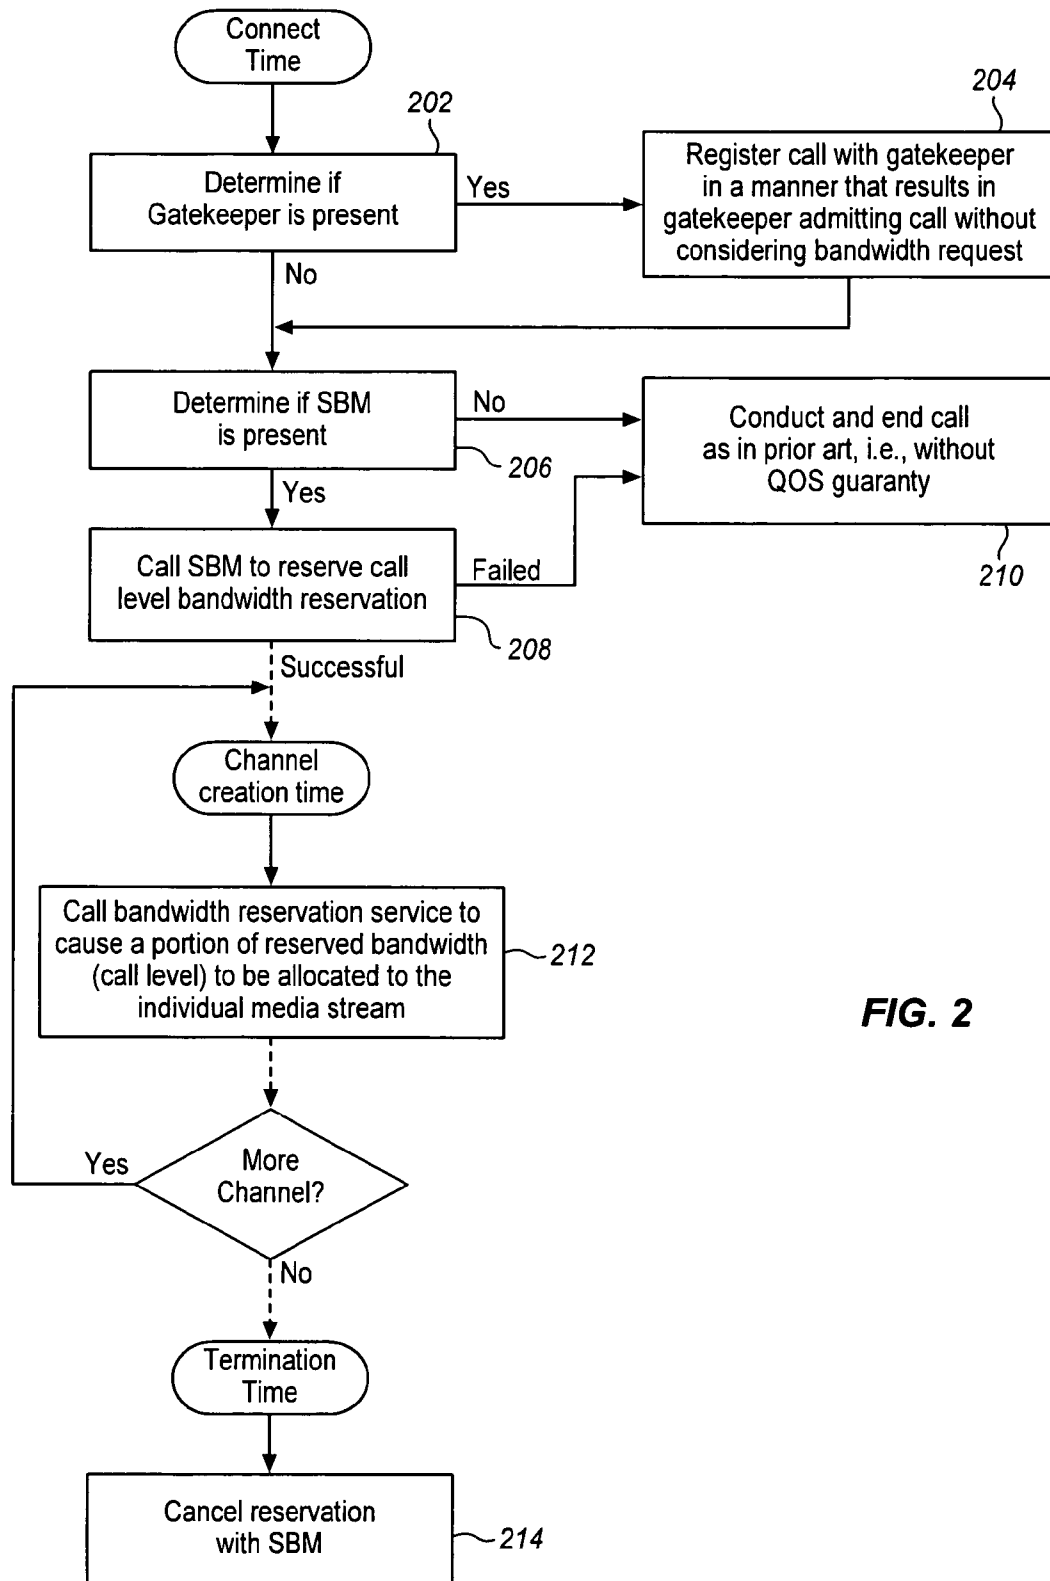 Connect
Time
202
204
Determine if
Gatekeeper is present
Yes
Register call with gatekeeper
in a manner that results in
gatekeeper admitting call without
considering bandwidth request
No
Determine if SBM
is present
No
206
Conduct and end call
as in prior art, i.e., without
QOS guaranty
210
Yes
Call SBM to reserve call
level bandwidth reservation
Failed
208
Successful
Channel
creation time
Call bandwidth reservation service to
cause a portion of reserved bandwidth
(call level) to be allocated to the
individual media stream
212
FIG. 2
More
Channel?
Yes
No
Termination
Time
Cancel reservation
with SBM
214